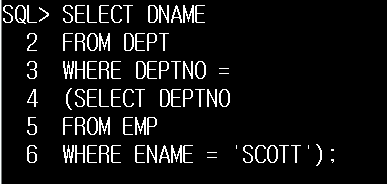 SQL> SELECT DNAME
2 FROM DEPT
3 WHERE DEPTNO =
4 (SELECT DEPTNO
5 FROM EMP
6 WHERE ENAME = 'SCOTT');